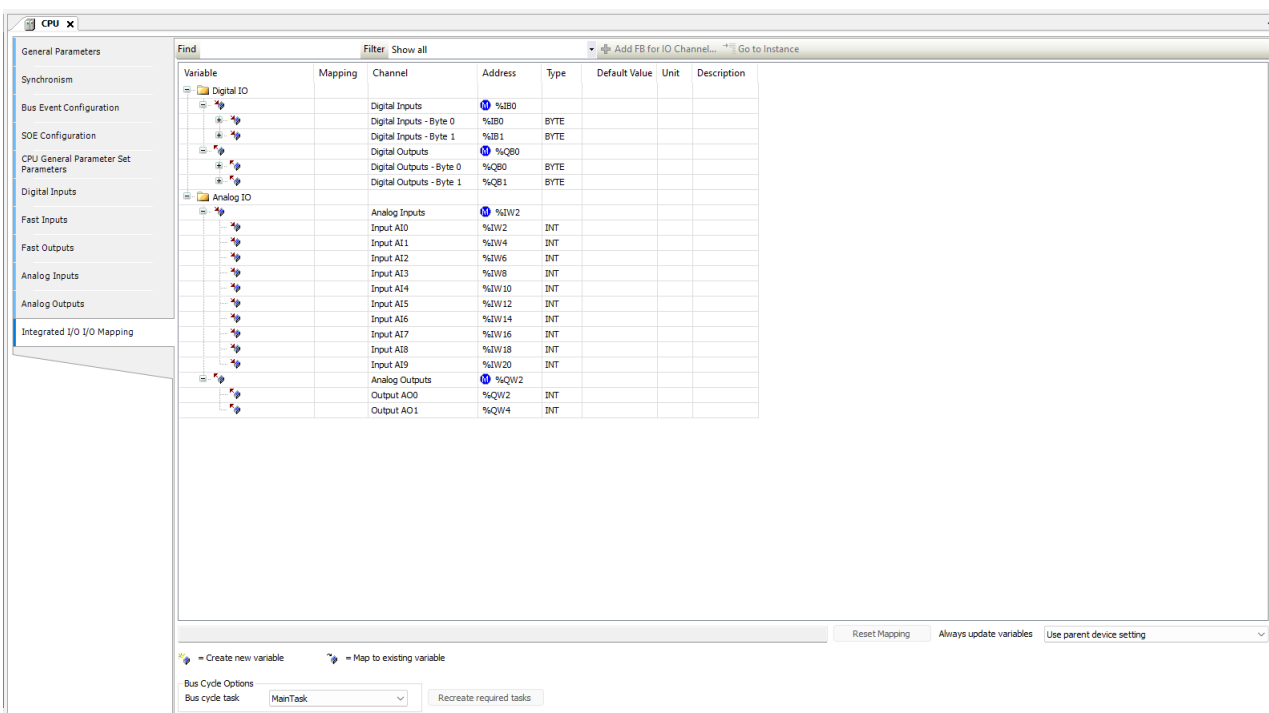 CPU
General Parameters
Synchronism
Bus Event Configuration
SOE Configuration
CPU General Parameter Set
Parameters
Digital Inputs
Fast Inputs
Fast Outputs
Analog Inputs
Analog Outputs
Integrated I/O I/O Mapping
Find Filter Show all Add FB for IO Channel... Go to Instance
Variable Mapping Channel Address Type Default Value Unit Description
Digital IO
Digital Inputs M %IB0
Digital Inputs - Byte 0 %IB0 BYTE
Digital Inputs - Byte 1 %IB1 BYTE
Digital Outputs M %QB0
Digital Outputs - Byte 0 %QB0 BYTE
Digital Outputs - Byte 1 %QB1 BYTE
Analog IO
Analog Inputs M %IW2
Input AI0 %IW2 INT
Input AI1 %IW4 INT
Input AI2 %IW6 INT
Input AI3 %IW8 INT
Input AI4 %IW10 INT
Input AI5 %IW12 INT
Input AI6 %IW14 INT
Input AI7 %IW16 INT
Input AI8 %IW18 INT
Input AI9 %IW20 INT
Analog Outputs M %QW2
Output AO0 %QW2 INT
Output AO1 %QW4 INT
Reset Mapping Always update variables Use parent device setting
= Create new variable = Map to existing variable
Bus Cycle Options
Bus cycle task MainTask Recreate required tasks